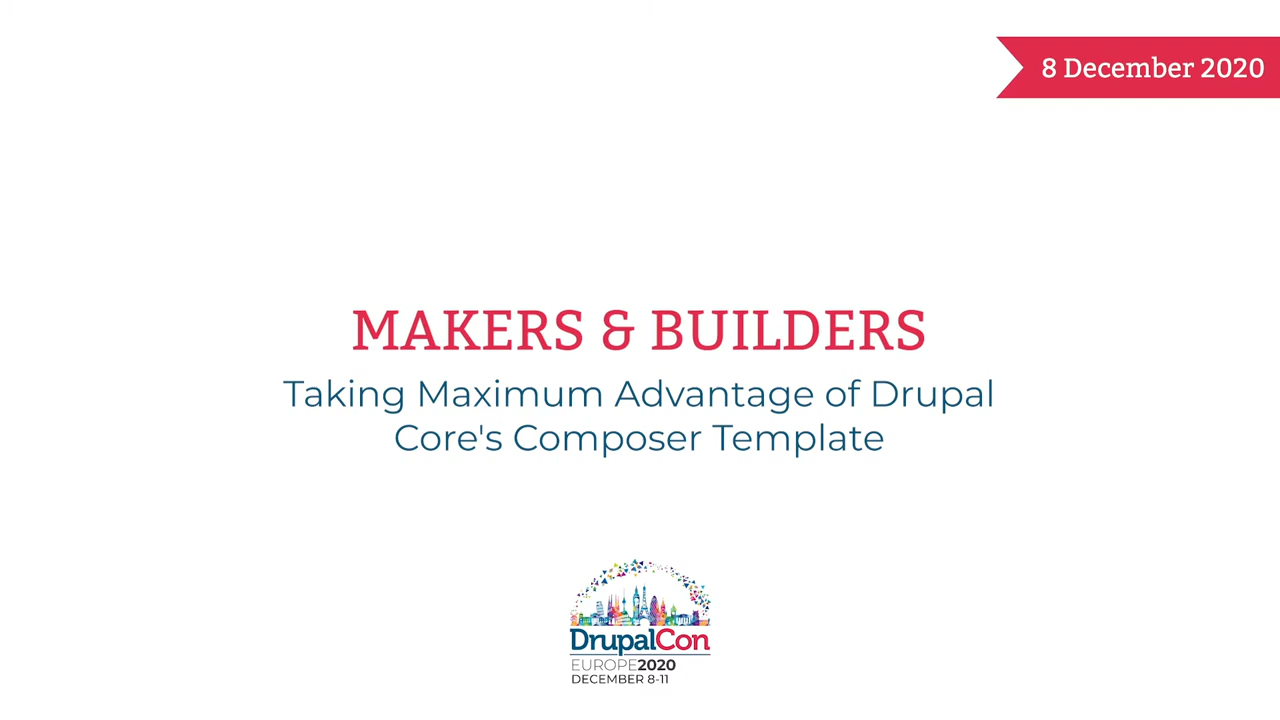 8 December 2020
MAKERS & BUILDERS
Taking Maximum Advantage of Drupal
Core's Composer Template
DrupalCon
EUROPE2020
DECEMBER 8-11